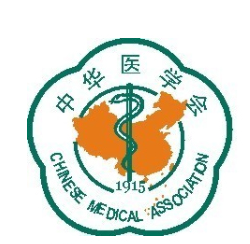 中华医学会
1915
CHINESE MEDICAL ASSOCIATION